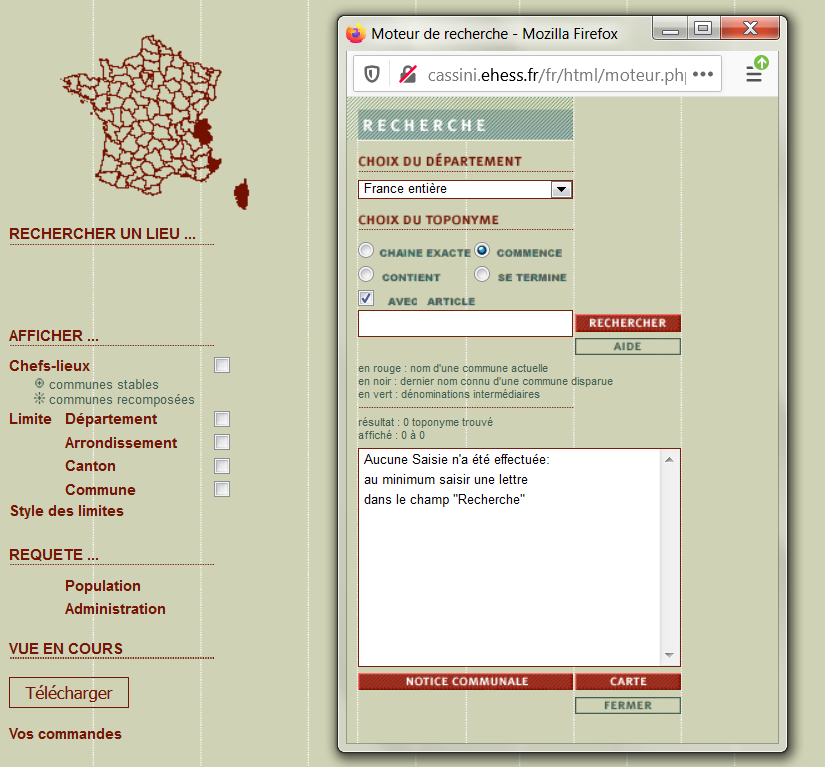 RECHERCHER UN LIEU ...
AFFICHER ...
Chefs-lieux
communes stables
communes recomposées
Limite Département
Arrondissement
Canton
Commune
Style des limites
REQUETE ...
Population
Administration
VUE EN COURS
Télécharger
Vos commandes
Moteur de recherche - Mozilla Firefox
cassini.ehess.fr/fr/html/moteur.php
RECHERCHE
CHOIX DU DÉPARTEMENT
France entière
CHOIX DU TOPONYME
CHAINE EXACTE COMMENCE
CONTIENT SE TERMINE
AVEC ARTICLE
RECHERCHER
AIDE
en rouge : nom d'une commune actuelle
en noir : dernier nom connu d'une commune disparue
en vert : dénominations intermédiaires
résultat : 0 toponyme trouvé
affiché : 0 à 0
Aucune Saisie n'a été effectuée:
au minimum saisir une lettre
dans le champ "Recherche"
NOTICE COMMUNALE CARTE
FERMER